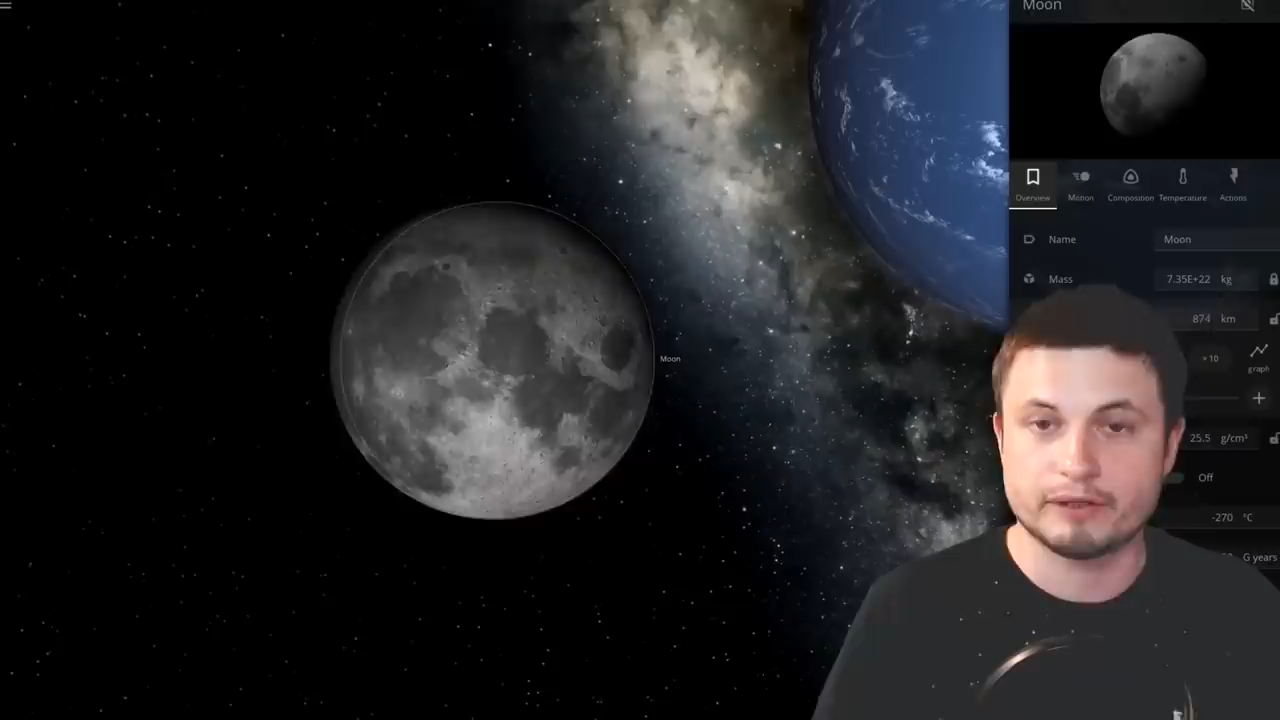 Moon
Overview Motion Composition Temperature Actions
Name Moon
Mass 7.35E+22 kg
874 km
×10
graph
Moon
25.5 g/cm³
Off
-270 °C
G years